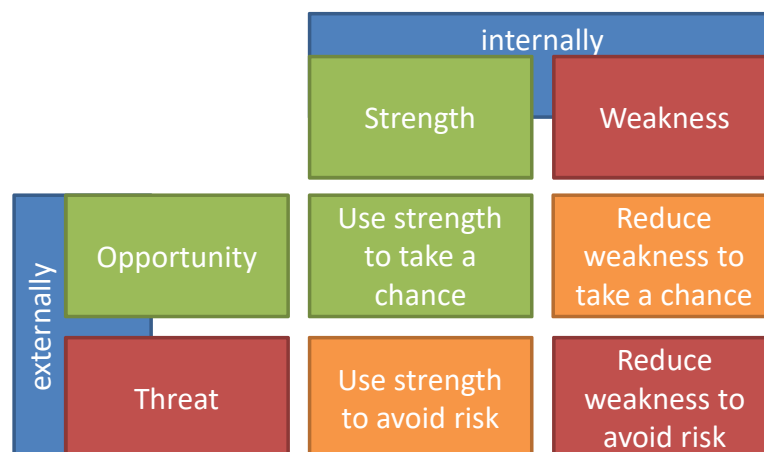 internally
Strength
Weakness
externally
Opportunity
Use strength
to take a
chance
Reduce
weakness to
take a chance
Threat
Use strength
to avoid risk
Reduce
weakness to
avoid risk